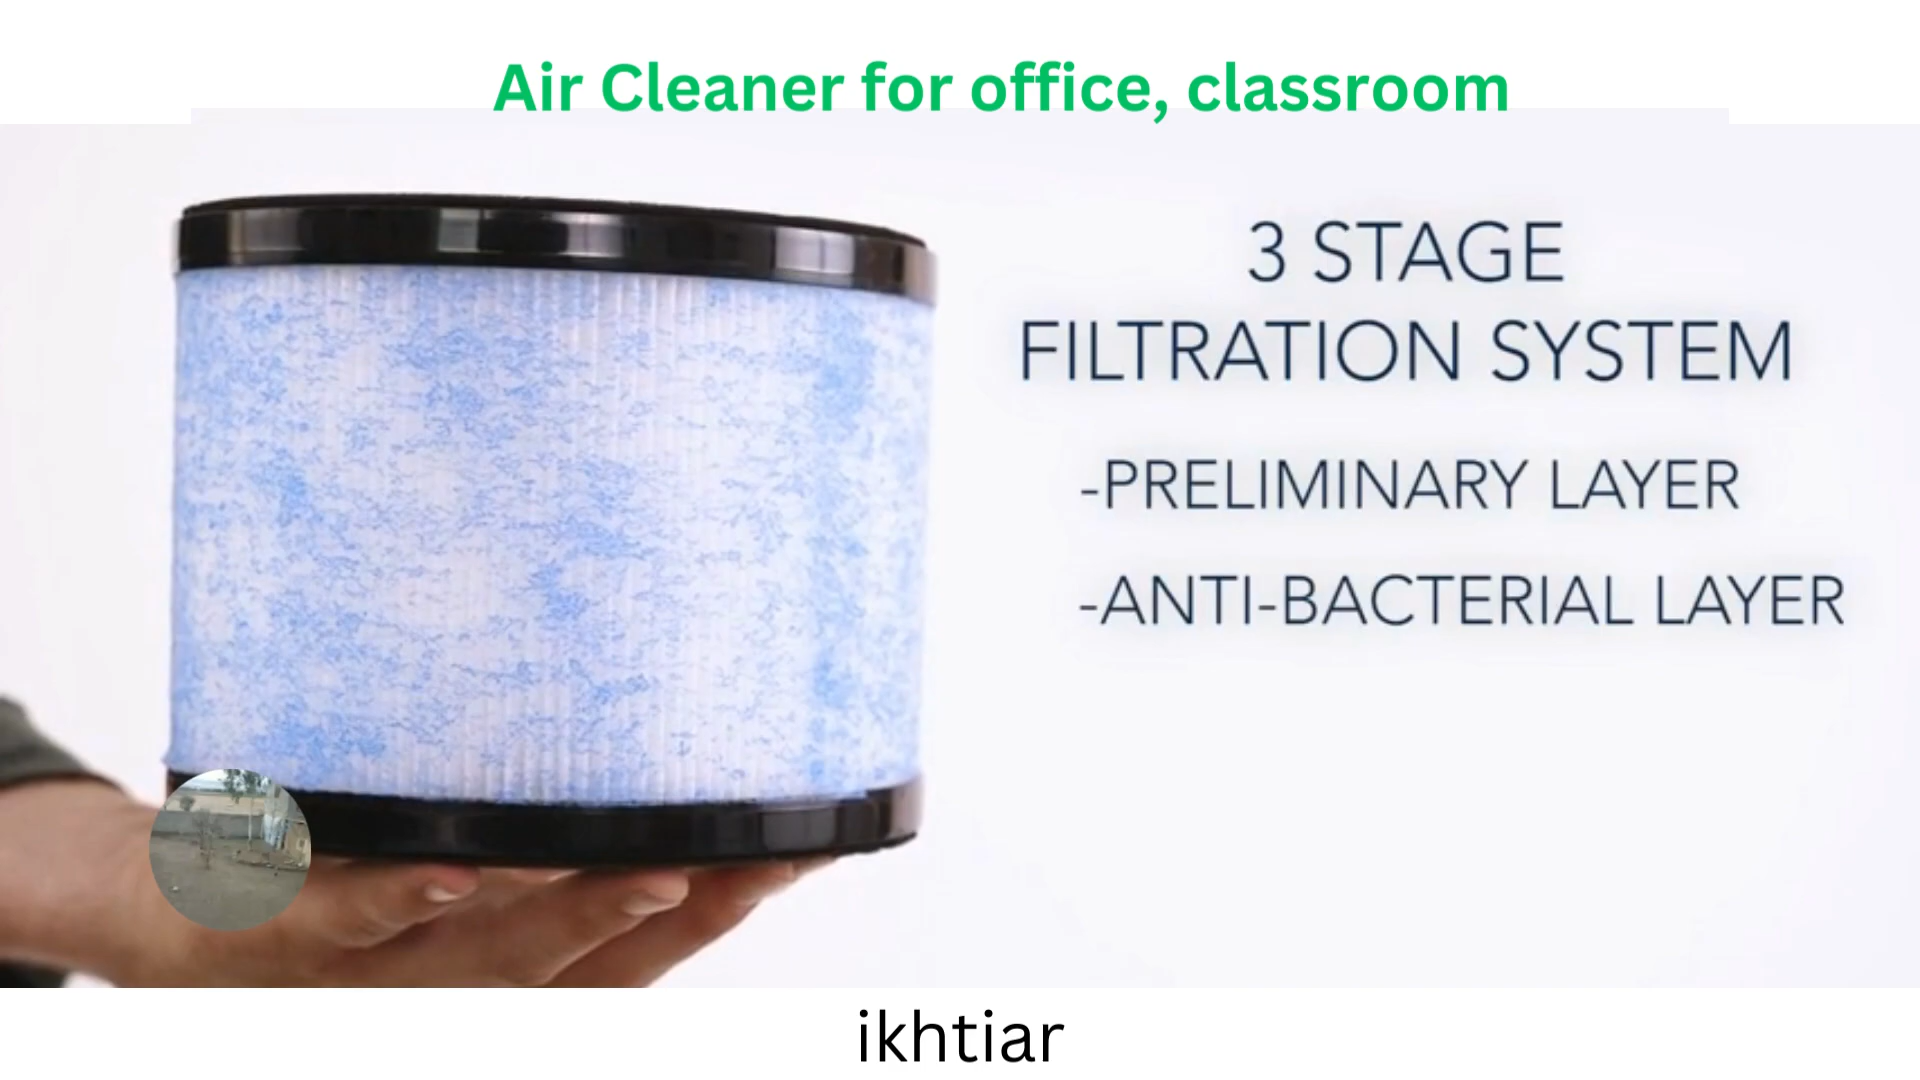 Air Cleaner for office, classroom
3 STAGE
FILTRATION SYSTEM
-PRELIMINARY LAYER
-ANTI-BACTERIAL LAYER
ikhtiar